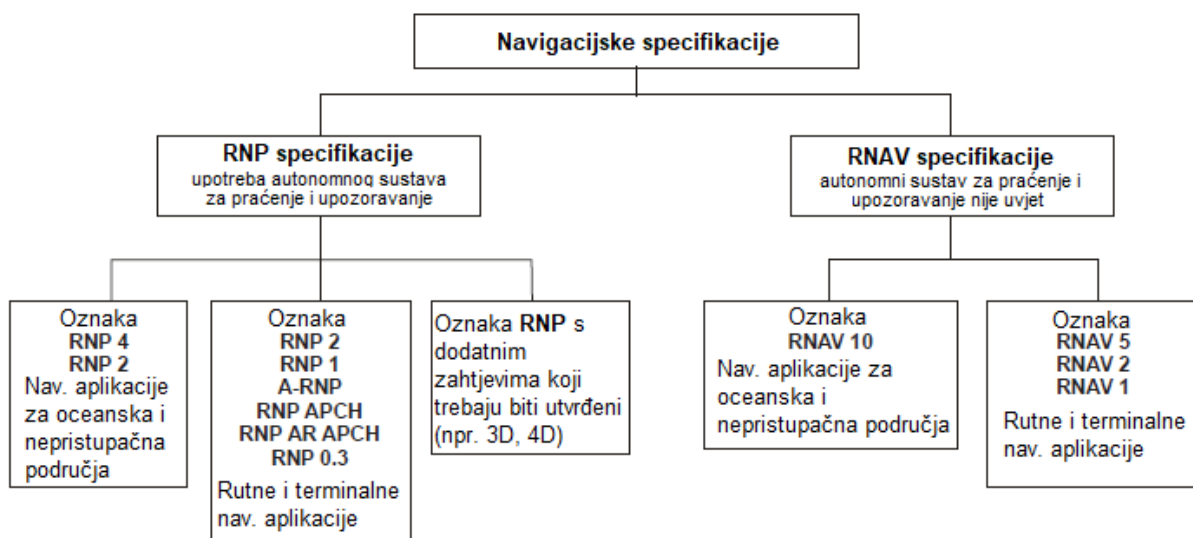 Navigacijske specifikacije
RNP specifikacije
upotreba autonomnog sustava
za praćenje i upozoravanje
RNAV specifikacije
autonomni sustav za praćenje i
upozoravanje nije uvjet
Oznaka
RNP 4
RNP 2
Nav. aplikacije
za oceanska i
nepristupačna
područja
Oznaka
RNP 2
RNP 1
A-RNP
RNP APCH
RNP AR APCH
RNP 0.3
Rutne i terminalne
nav. aplikacije
Oznaka RNP s
dodatnim
zahtjevima koji
trebaju biti utvrđeni
(npr. 3D, 4D)
Oznaka
RNAV 10
Nav. aplikacije za
oceanska i
nepristupačna područja
Oznaka
RNAV 5
RNAV 2
RNAV 1
Rutne i terminalne
nav. aplikacije